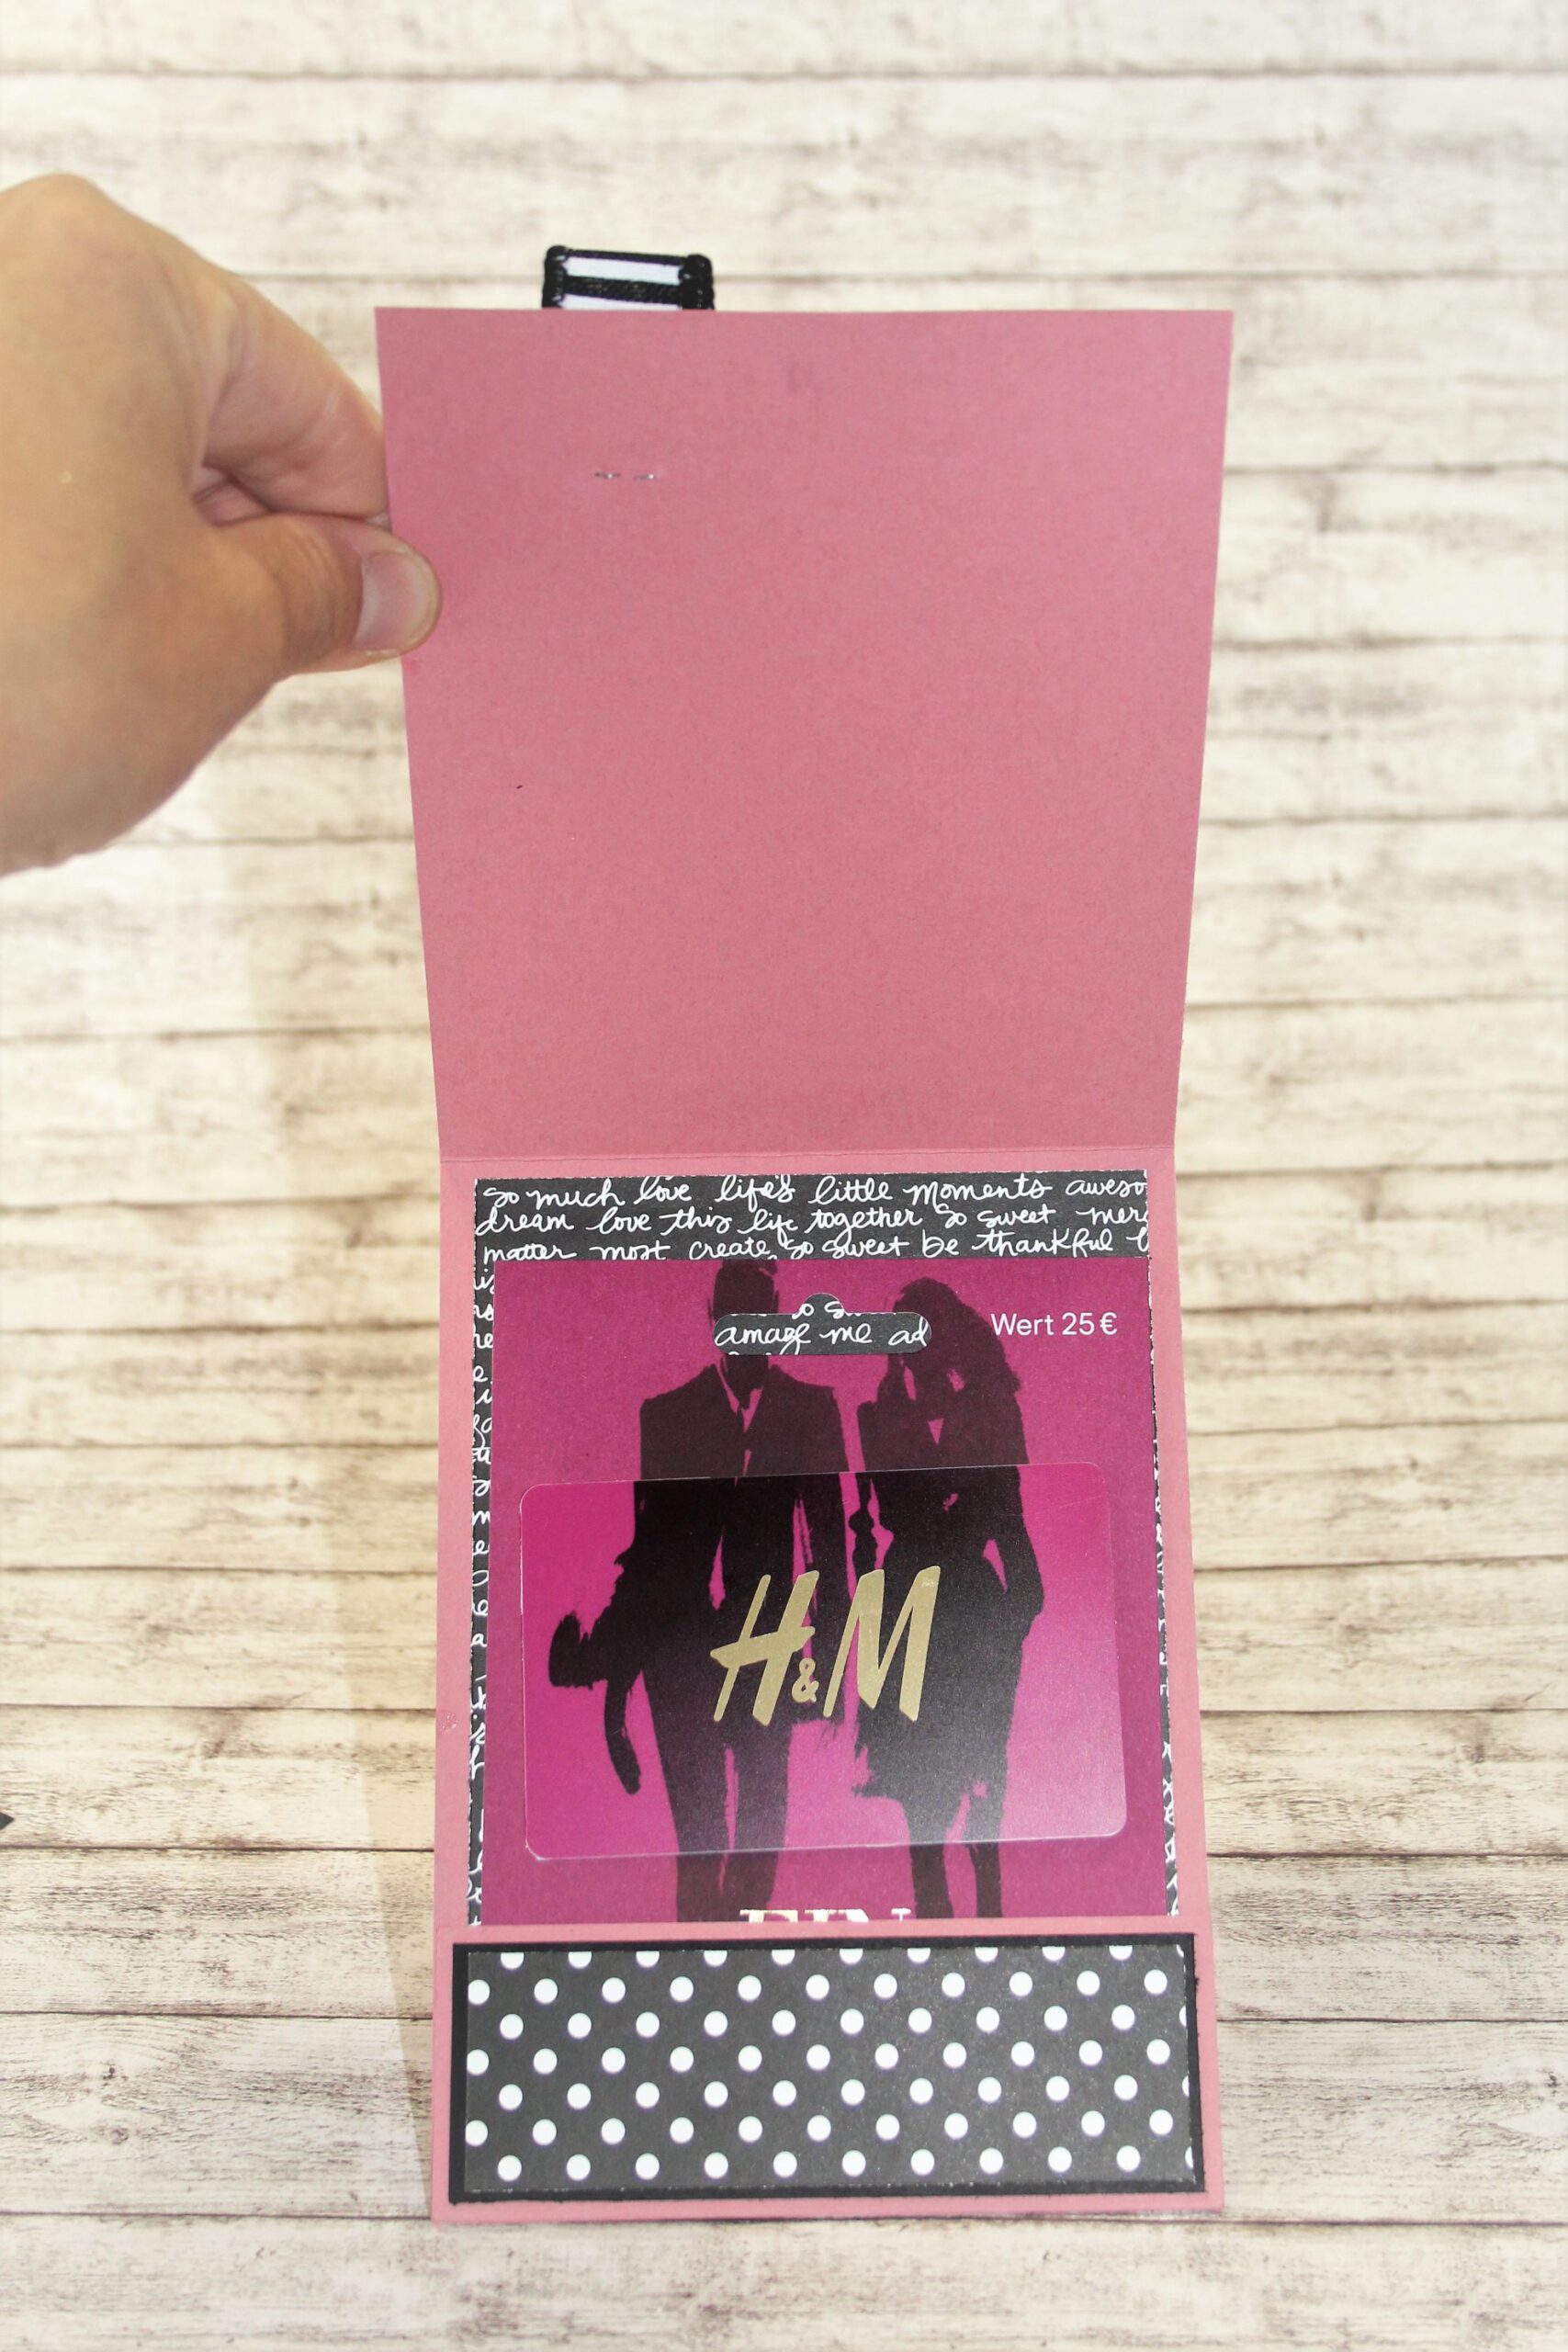 so much love life's little moments aweso
dream love this life together so sweet mer
matter most create so sweet be thankful
Wert 25 €
amaze me ad
H&M
EIN